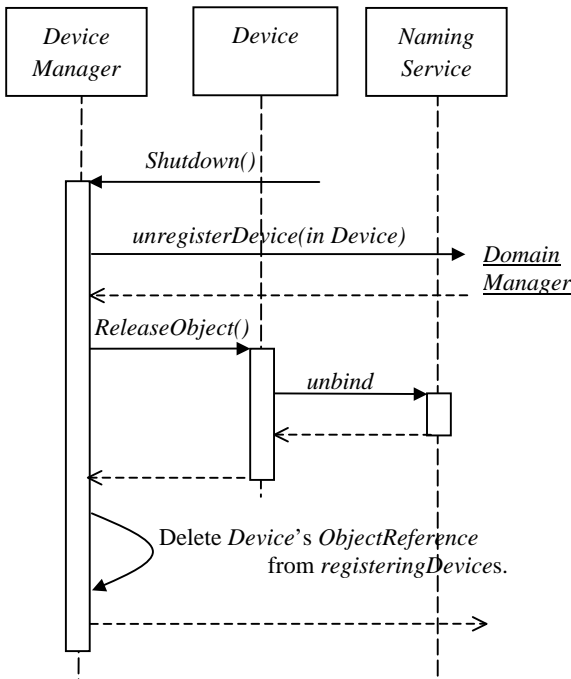 Device
Manager
Device
Naming
Service
Shutdown()
unregisterDevice(in Device)
Domain
Manager
ReleaseObject()
unbind
Delete Device's ObjectReference
from registeringDevices.